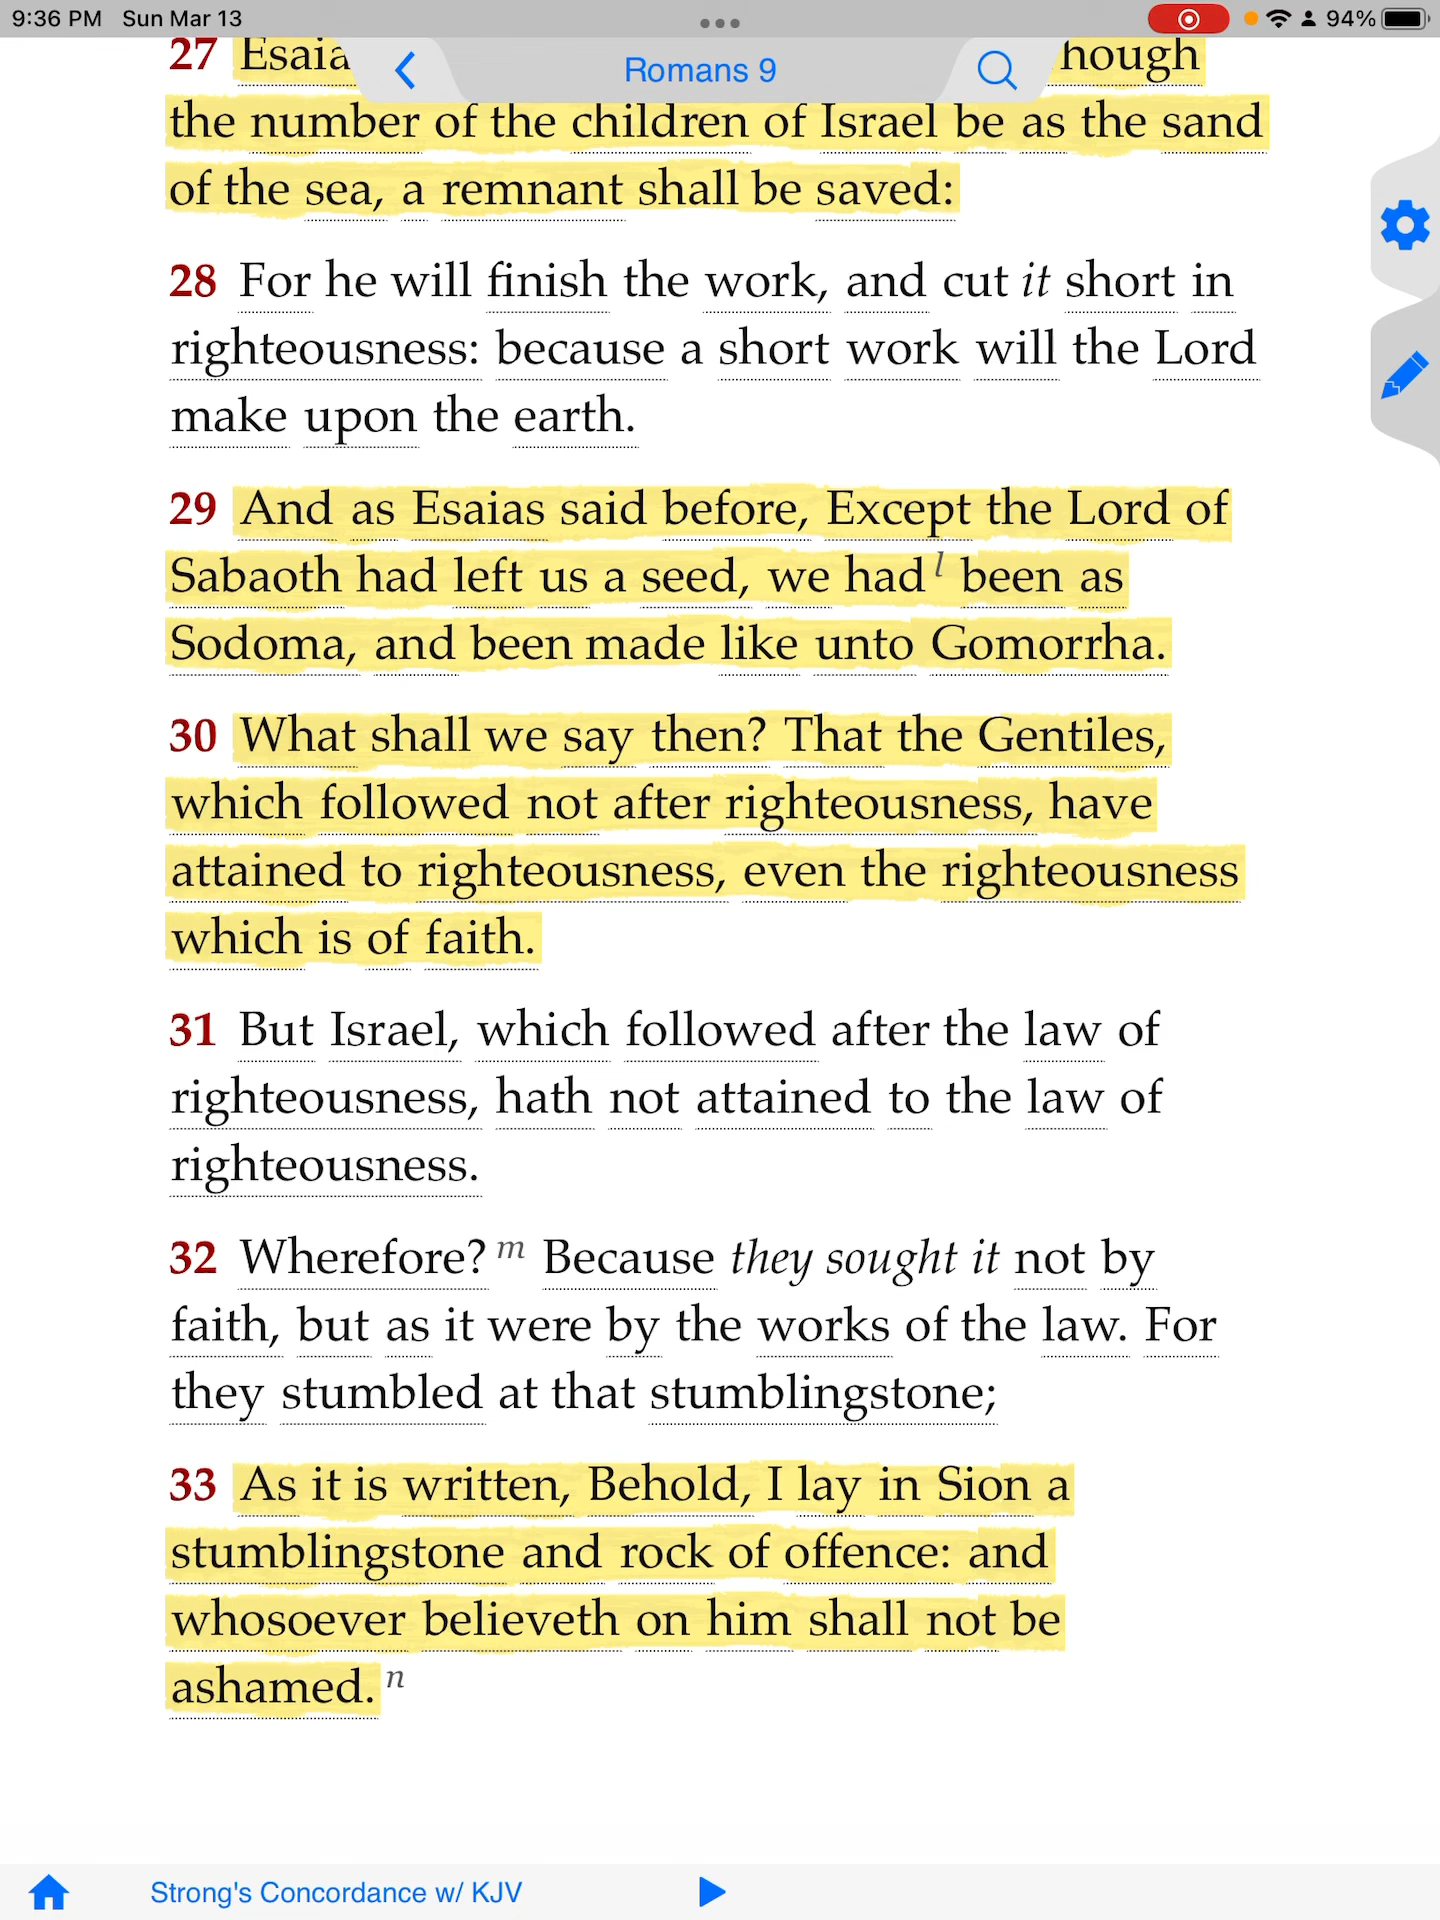 9:36 PM Sun Mar 13 94%
Romans 9
27 Esaia hough
the number of the children of Israel be as the sand
of the sea, a remnant shall be saved:
28 For he will finish the work, and cut it short in
righteousness: because a short work will the Lord
make upon the earth.
29 And as Esaias said before, Except the Lord of
Sabaoth had left us a seed, we had l been as
Sodoma, and been made like unto Gomorrha.
30 What shall we say then? That the Gentiles,
which followed not after righteousness, have
attained to righteousness, even the righteousness
which is of faith.
31 But Israel, which followed after the law of
righteousness, hath not attained to the law of
righteousness.
32 Wherefore? m Because they sought it not by
faith, but as it were by the works of the law. For
they stumbled at that stumblingstone;
33 As it is written, Behold, I lay in Sion a
stumblingstone and rock of offence: and
whosoever believeth on him shall not be
ashamed. n
Strong's Concordance w/ KJV